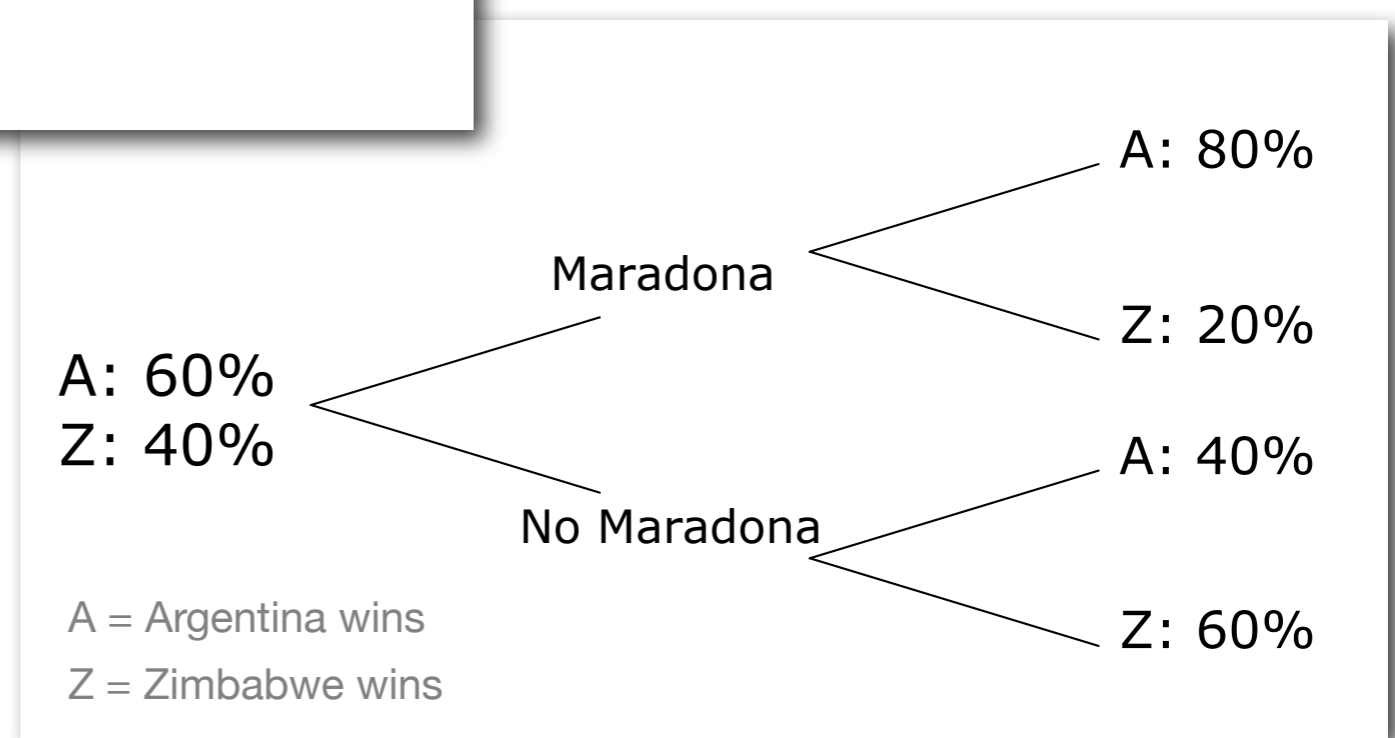 A: 80%
Maradona
Z: 20%
A: 60%
Z: 40%
A: 40%
No Maradona
Z: 60%
A = Argentina wins
Z = Zimbabwe wins